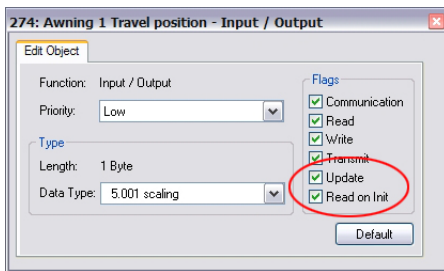 274: Awning 1 Travel position - Input / Output
Edit Object
Function: Input / Output
Priority: Low
Type
Length: 1 Byte
Data Type: 5.001 scaling
Flags
Communication
Read
Write
Transmit
Update
Read on Init
Default